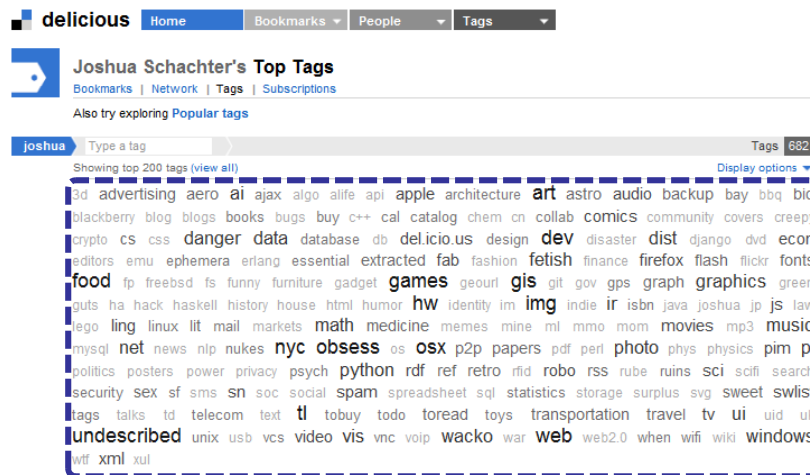 delicious Home Bookmarks People Tags
Joshua Schachter's Top Tags
Bookmarks | Network | Tags | Subscriptions
Also try exploring Popular tags
joshua Type a tag Tags 682
Showing top 200 tags (view all) Display options
3d advertising aero ai ajax algo alife api apple architecture art astro audio backup bay bbq bio
blackberry blog blogs books bugs buy c++ cal catalog chem cn collab comics community covers creepy
crypto cs css danger data database db del.icio.us design dev disaster dist django dvd econ
editors emu ephemera erlang essential extracted fab fashion fetish finance firefox flash flickr fonts
food fp freebsd fs funny furniture gadget games geourl gis git gov gps graph graphics green
guts ha hack haskell history house html humor hw identity im img indie ir isbn java joshua jp js law
lego ling linux lit mail markets math medicine memes mine ml mmo mom movies mp3 music
mysql net news nlp nukes nyc obsess os osx p2p papers pdf perl photo phys physics pim p
politics posters power privacy psych python rdf ref retro rfid robo rss rube ruins sci scifi search
security sex sf sms sn soc social spam spreadsheet sql statistics storage surplus svg sweet swlis
tags talks td telecom text tl tobuy todo toread toys transportation travel tv ui uid u
undescribed unix usb vcs video vis vnc voip wacko war web web2.0 when wifi wiki windows
wtf xml xul